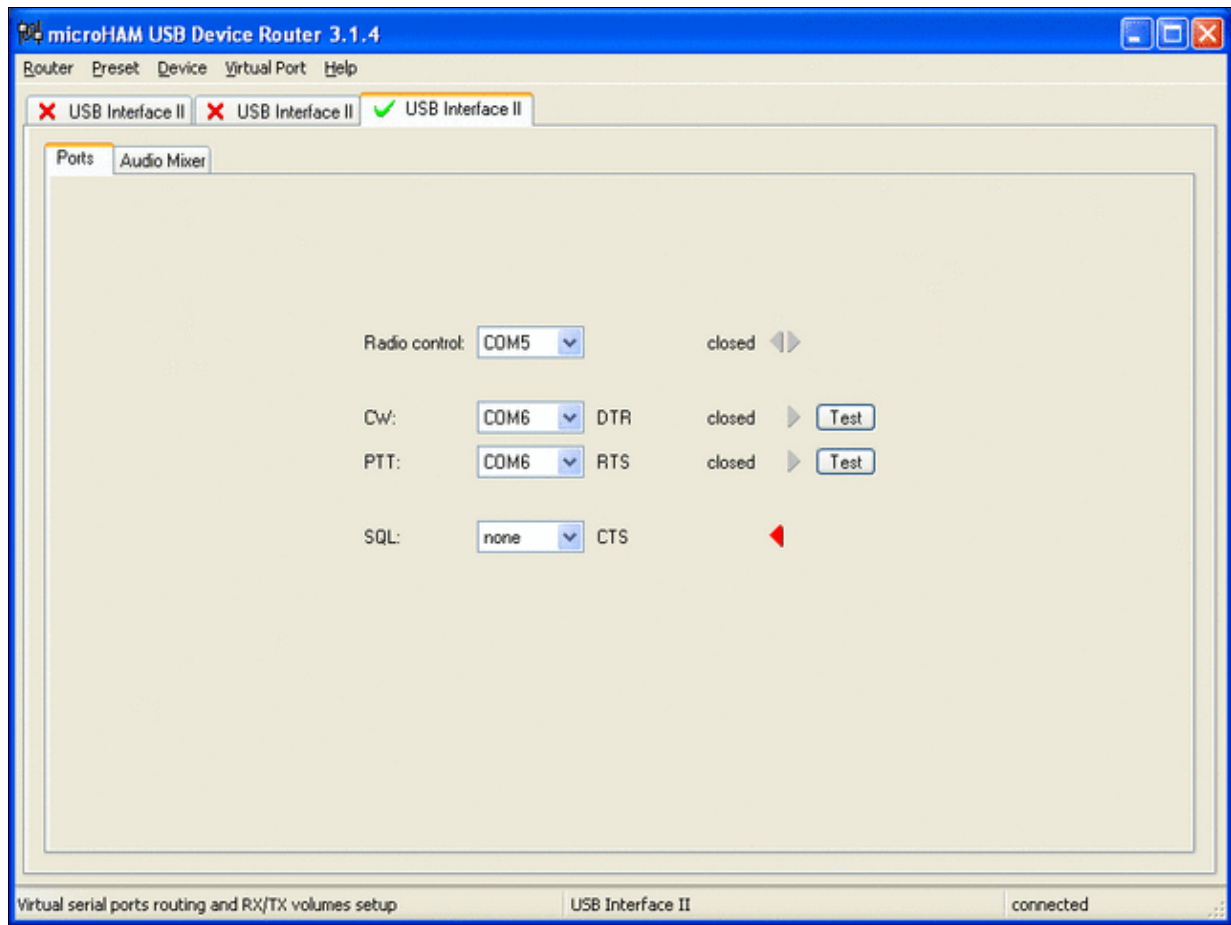 microHAM USB Device Router 3.1.4
Router Preset Device Virtual Port Help
USB Interface II USB Interface II USB Interface II
Ports Audio Mixer
Radio control: COM5 closed
CW: COM6 DTR closed Test
PTT: COM6 RTS closed Test
SQL: none CTS
Virtual serial ports routing and RX/TX volumes setup USB Interface II connected